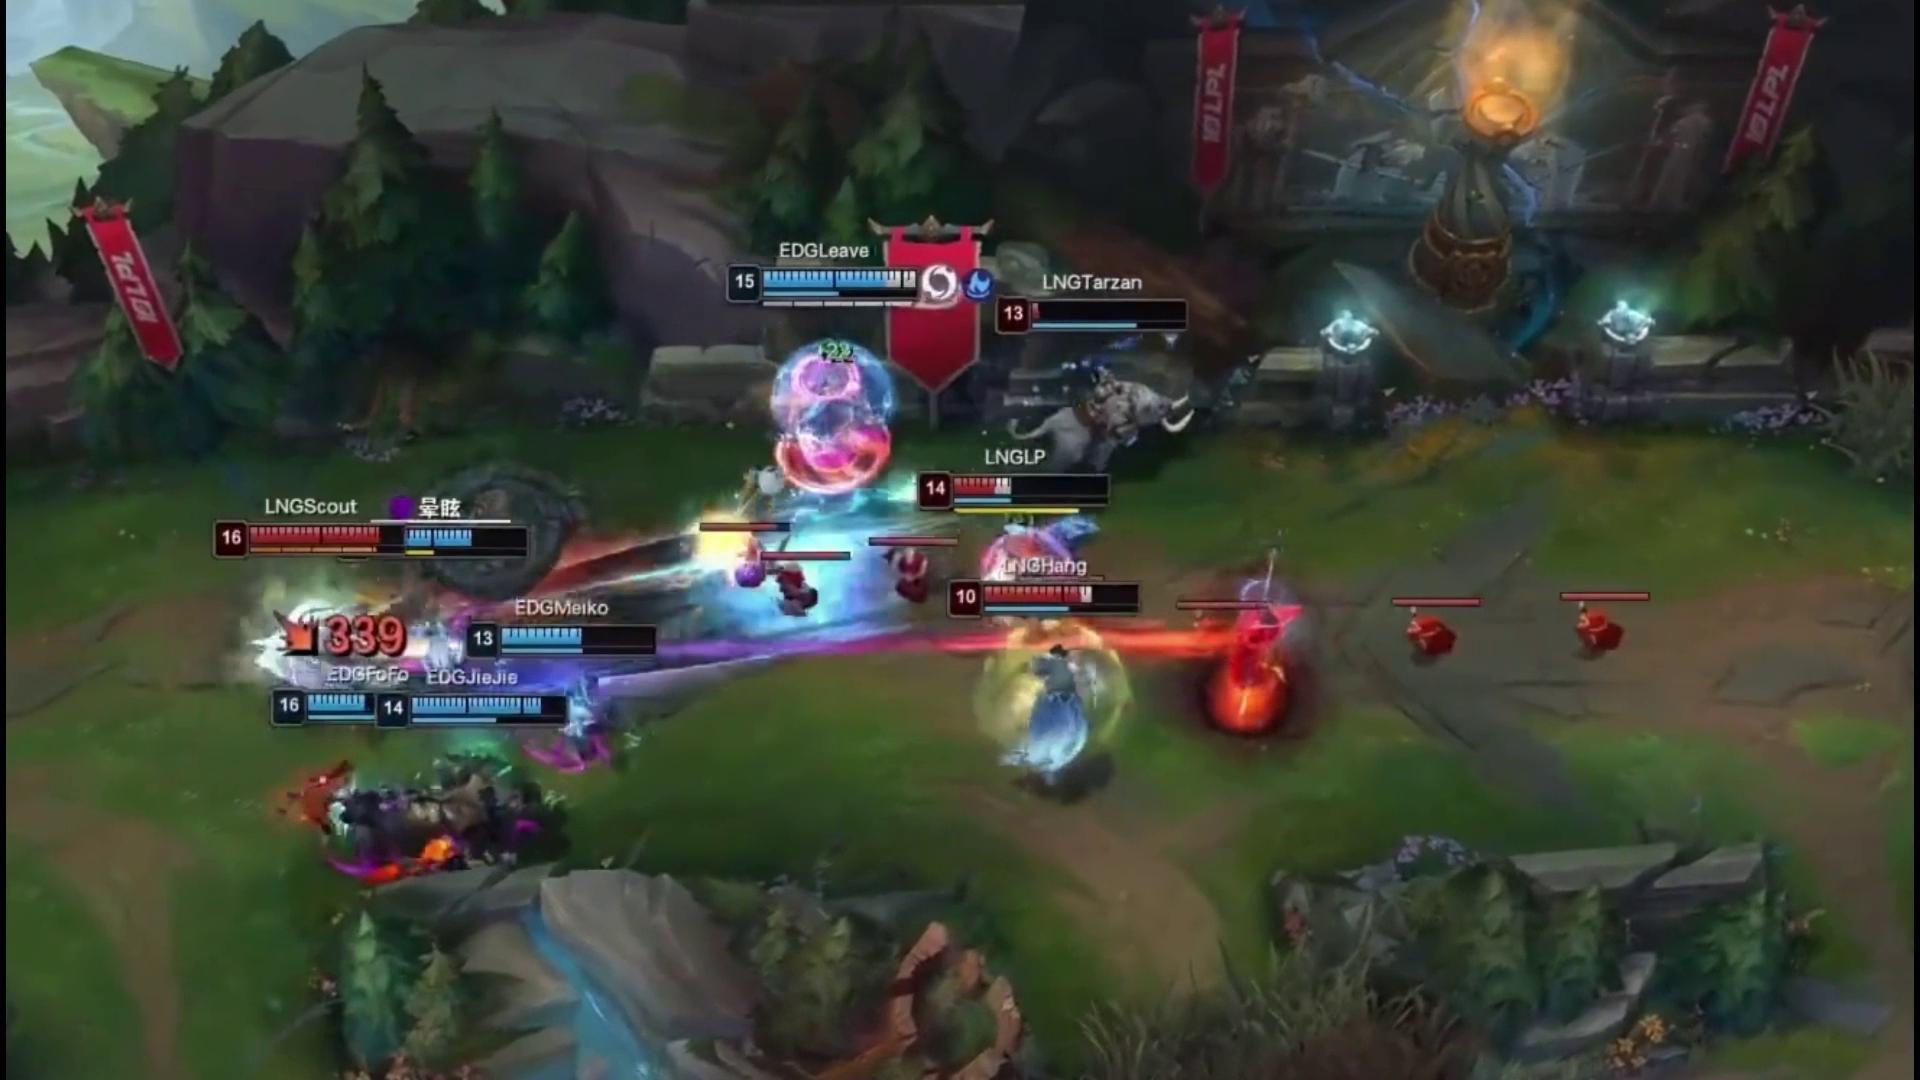 LPL
LPL
LPL
EDGLeave
15
LNGTarzan
13
22
LNGLP
14
LNGScout
晕眩
16
LNGHang
10
EDGMeiko
13
339
EDGFoFo
EDGJieJie
16
14